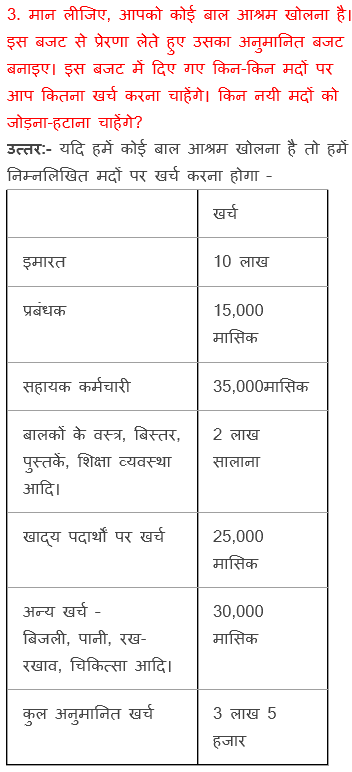 3. मान लीजिए, आपको कोई बाल आश्रम खोलना है।
इस बजट से प्रेरणा लेते हुए उसका अनुमानित बजट
बनाइए। इस बजट में दिए गए किन-किन मदों पर
आप कितना खर्च करना चाहेंगे। किन नयी मदों को
जोड़ना-हटाना चाहेंगे?
उत्तर:- यदि हमें कोई बाल आश्रम खोलना है तो हमें
निम्नलिखित मदों पर खर्च करना होगा -
खर्च
इमारत 10 लाख
प्रबंधक 15,000
मासिक
सहायक कर्मचारी 35,000मासिक
बालकों के वस्त्र, बिस्तर, 2 लाख
पुस्तकें, शिक्षा व्यवस्था सालाना
आदि।
खाद्य पदार्थों पर खर्च 25,000
मासिक
अन्य खर्च - 30,000
बिजली, पानी, रख- मासिक
रखाव, चिकित्सा आदि।
कुल अनुमानित खर्च 3 लाख 5
हजार